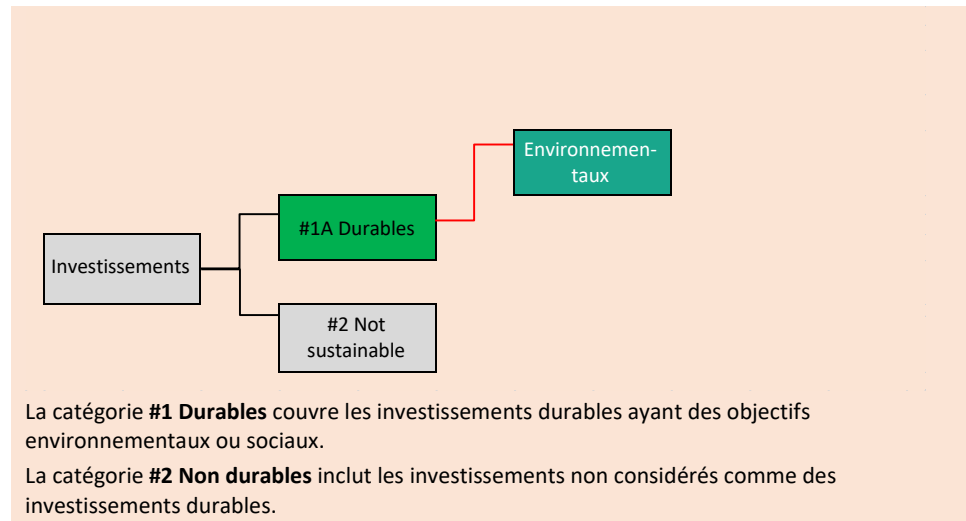 Environnemen-
taux
#1A Durables
Investissements
#2 Not
sustainable
La catégorie #1 Durables couvre les investissements durables ayant des objectifs
environnementaux ou sociaux.
La catégorie #2 Non durables inclut les investissements non considérés comme des
investissements durables.